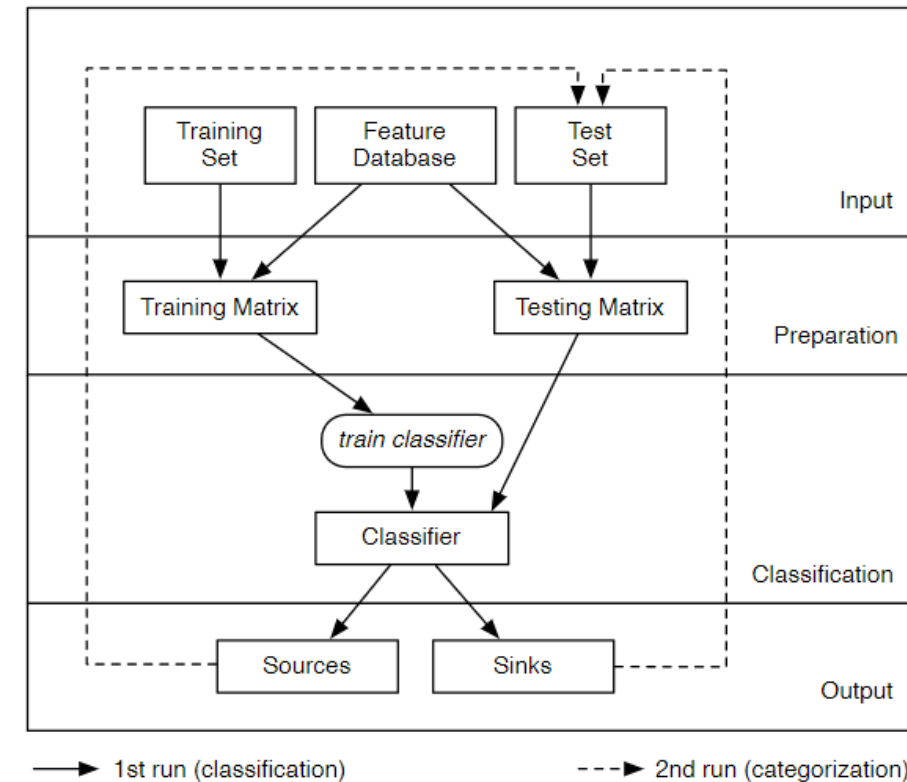 Training
Set
Feature
Database
Test
Set
Input
Training Matrix
Testing Matrix
Preparation
train classifier
Classifier
Classification
Sources
Sinks
Output
1st run (classification)
2nd run (categorization)